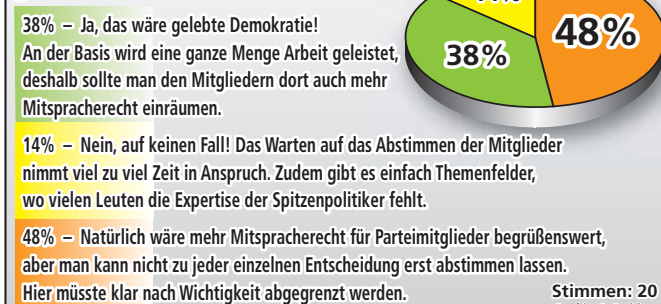 38% – Ja, das wäre gelebte Demokratie!
An der Basis wird eine ganze Menge Arbeit geleistet,
deshalb sollte man den Mitgliedern dort auch mehr
Mitspracherecht einräumen.
14%
48%
38%
14% – Nein, auf keinen Fall! Das Warten auf das Abstimmen der Mitglieder
nimmt viel zu viel Zeit in Anspruch. Zudem gibt es einfach Themenfelder,
wo vielen Leuten die Expertise der Spitzenpolitiker fehlt.
48% – Natürlich wäre mehr Mitspracherecht für Parteimitglieder begrüßenswert,
aber man kann nicht zu jeder einzelnen Entscheidung erst abstimmen lassen.
Hier müsste klar nach Wichtigkeit abgegrenzt werden.
Stimmen: 20